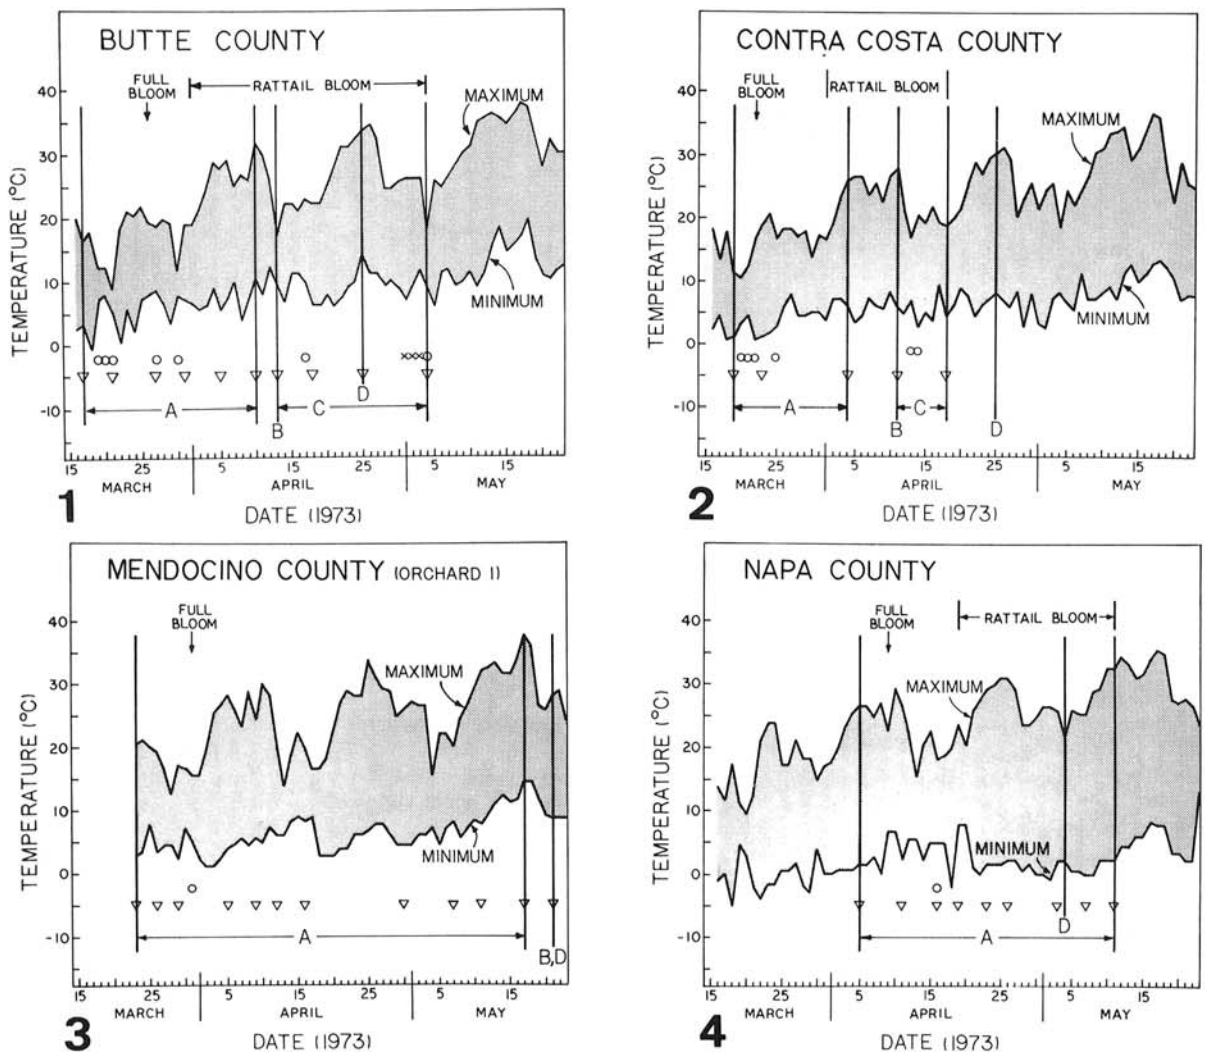 BUTTE COUNTY
FULL
BLOOM
RATTAIL BLOOM
MAXIMUM
MINIMUM
TEMPERATURE (°C)
40
30
20
10
0
-10
A
B
C
D
15 25 5 15 25 5 15
MARCH APRIL MAY
1
DATE (1973)
CONTRA COSTA COUNTY
FULL
BLOOM
RATTAIL BLOOM
MAXIMUM
MINIMUM
TEMPERATURE (°C)
40
30
20
10
0
-10
A
B
C
D
15 25 5 15 25 5 15
MARCH APRIL MAY
2
DATE (1973)
MENDOCINO COUNTY (ORCHARD I)
FULL
BLOOM
MAXIMUM
MINIMUM
TEMPERATURE (°C)
40
30
20
10
0
-10
A
B,D
15 25 5 15 25 5 15
MARCH APRIL MAY
3
DATE (1973)
NAPA COUNTY
FULL
BLOOM
RATTAIL BLOOM
MAXIMUM
MINIMUM
TEMPERATURE (°C)
40
30
20
10
0
-10
A
D
15 25 5 15 25 5 15
MARCH APRIL MAY
4
DATE (1973)